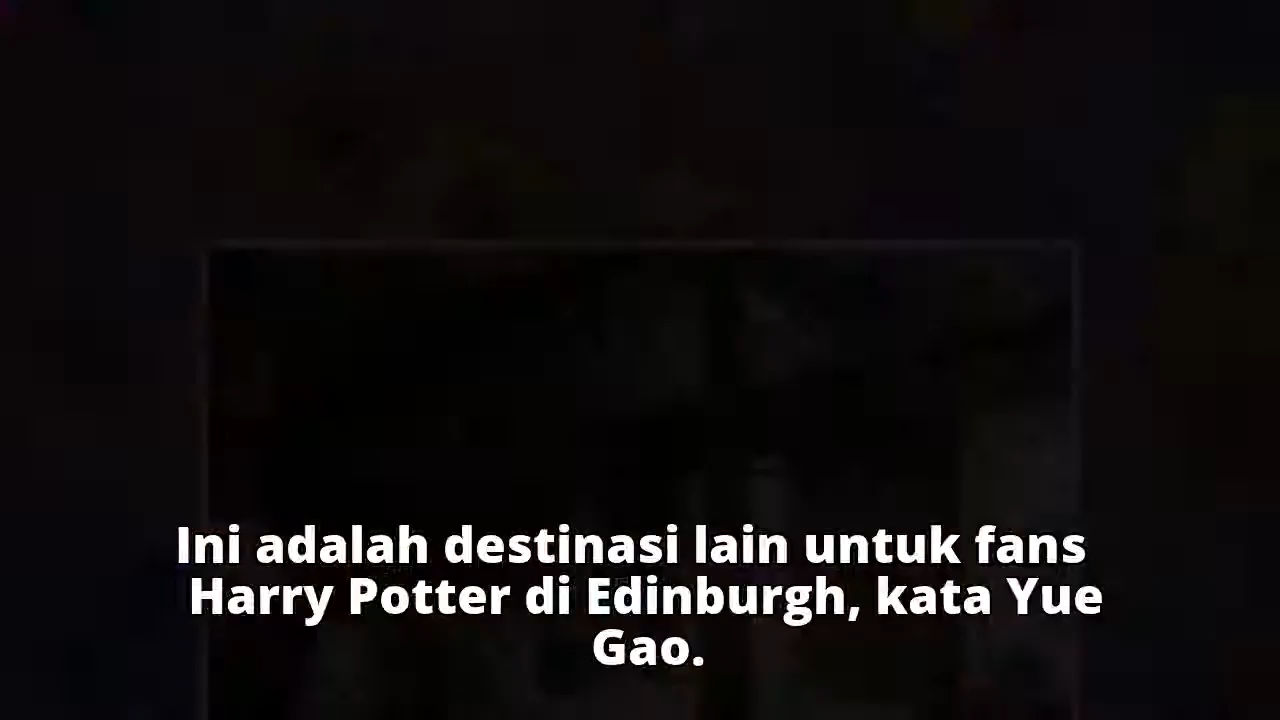 Ini adalah destinasi lain untuk fans
Harry Potter di Edinburgh, kata Yue
Gao.